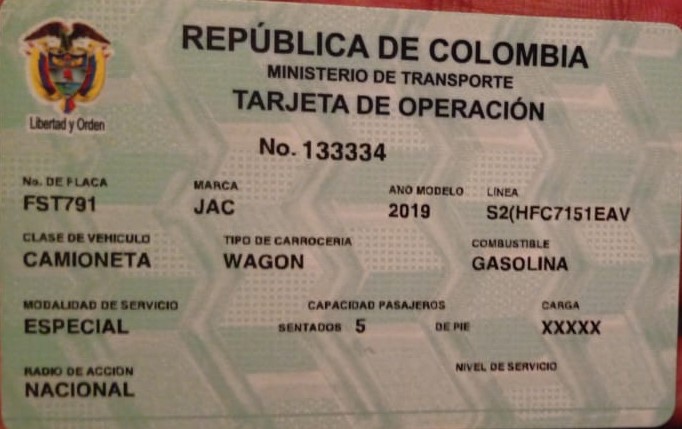 REPÚBLICA DE COLOMBIA
MINISTERIO DE TRANSPORTE
TARJETA DE OPERACIÓN
Libertad y Orden
No. 133334
No. DE PLACA MARCA ANO MODELO LINEA
FST791 JAC 2019 S2(HFC7151EAV
CLASE DE VEHICULO TIPO DE CARROCERIA COMBUSTIBLE
CAMIONETA WAGON GASOLINA
MODALIDAD DE SERVICIO CAPACIDAD PASAJEROS CARGA
ESPECIAL SENTADOS 5 DE PIE XXXXX
RADIO DE ACCIÓN NIVEL DE SERVICIO
NACIONAL